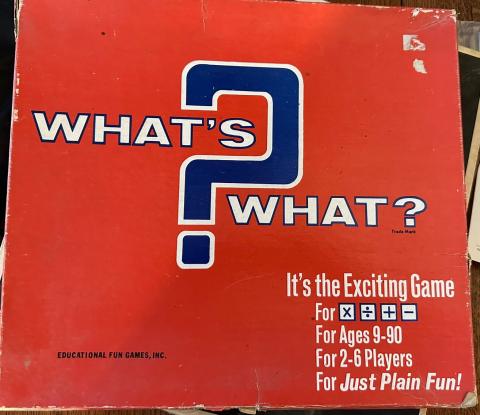 WHAT'S
?
WHAT?
Trade Mark
It's the Exciting Game
For × ÷ + −
For Ages 9-90
For 2-6 Players
For Just Plain Fun!
EDUCATIONAL FUN GAMES, INC.